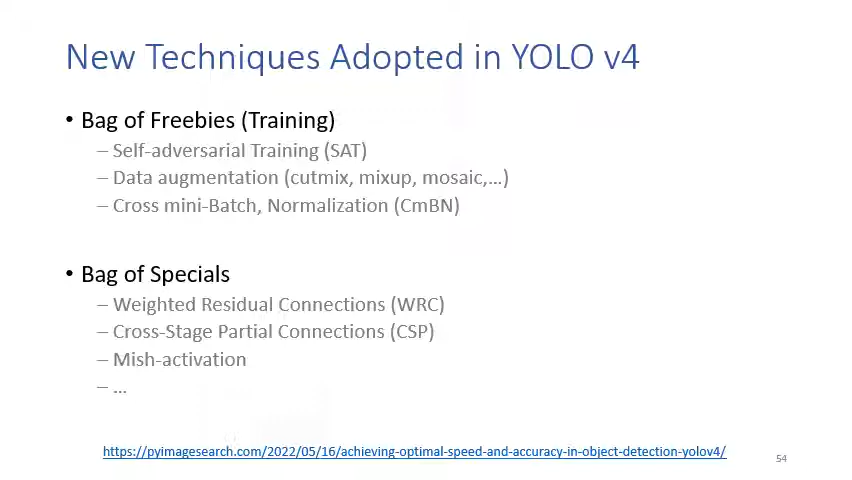 New Techniques Adopted in YOLO v4
• Bag of Freebies (Training)
– Self-adversarial Training (SAT)
– Data augmentation (cutmix, mixup, mosaic,...)
– Cross mini-Batch, Normalization (CmBN)
• Bag of Specials
– Weighted Residual Connections (WRC)
– Cross-Stage Partial Connections (CSP)
– Mish-activation
– ...
https://pyimagesearch.com/2022/05/16/achieving-optimal-speed-and-accuracy-in-object-detection-yolov4/
54